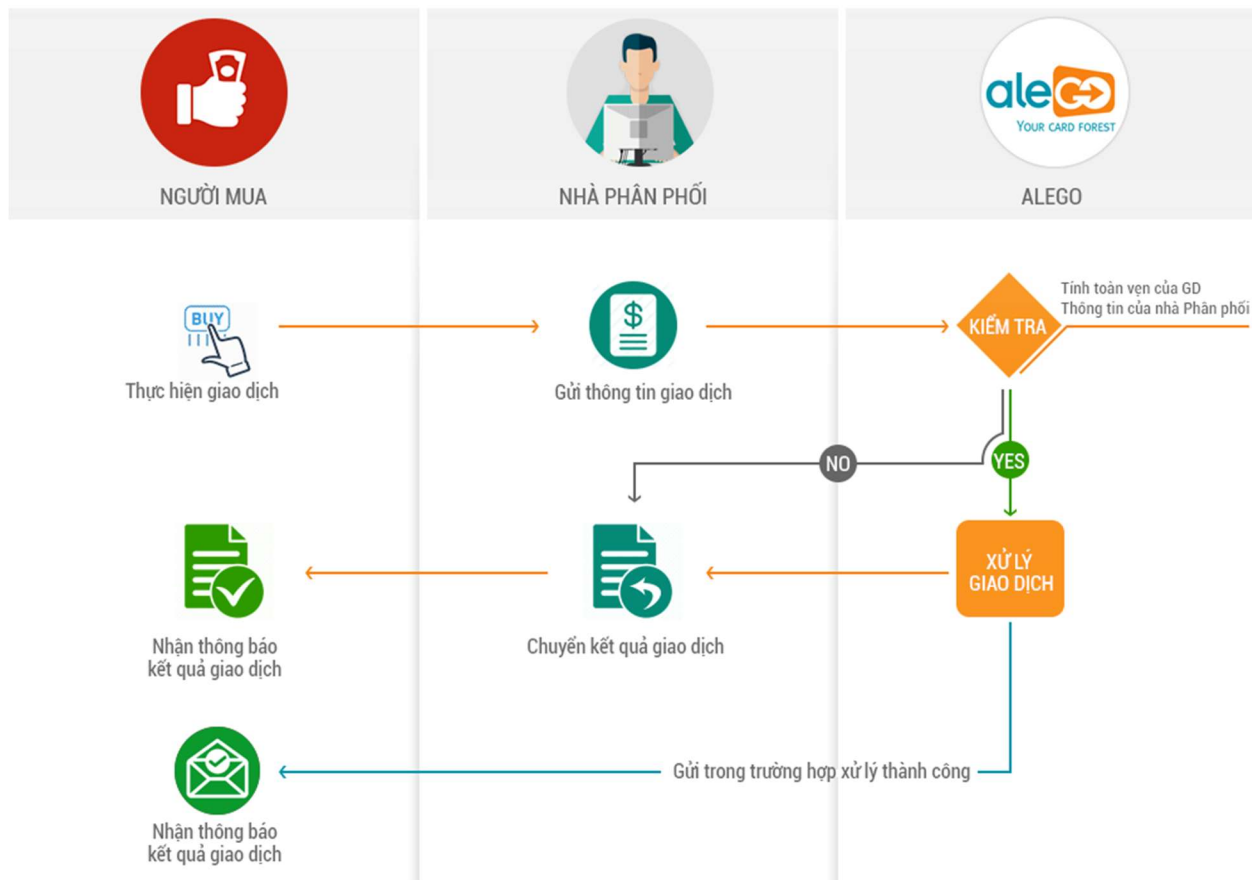 aleGO
YOUR CARD FOREST
NGƯỜI MUA
NHÀ PHÂN PHỐI
ALEGO
BUY
Thực hiện giao dịch
$
Gửi thông tin giao dịch
KIỂM TRA
Tính toàn vẹn của GD
Thông tin của nhà Phân phối
NO
YES
Nhận thông báo
kết quả giao dịch
Chuyển kết quả giao dịch
XỬ LÝ
GIAO DỊCH
Gửi trong trường hợp xử lý thành công
Nhận thông báo
kết quả giao dịch